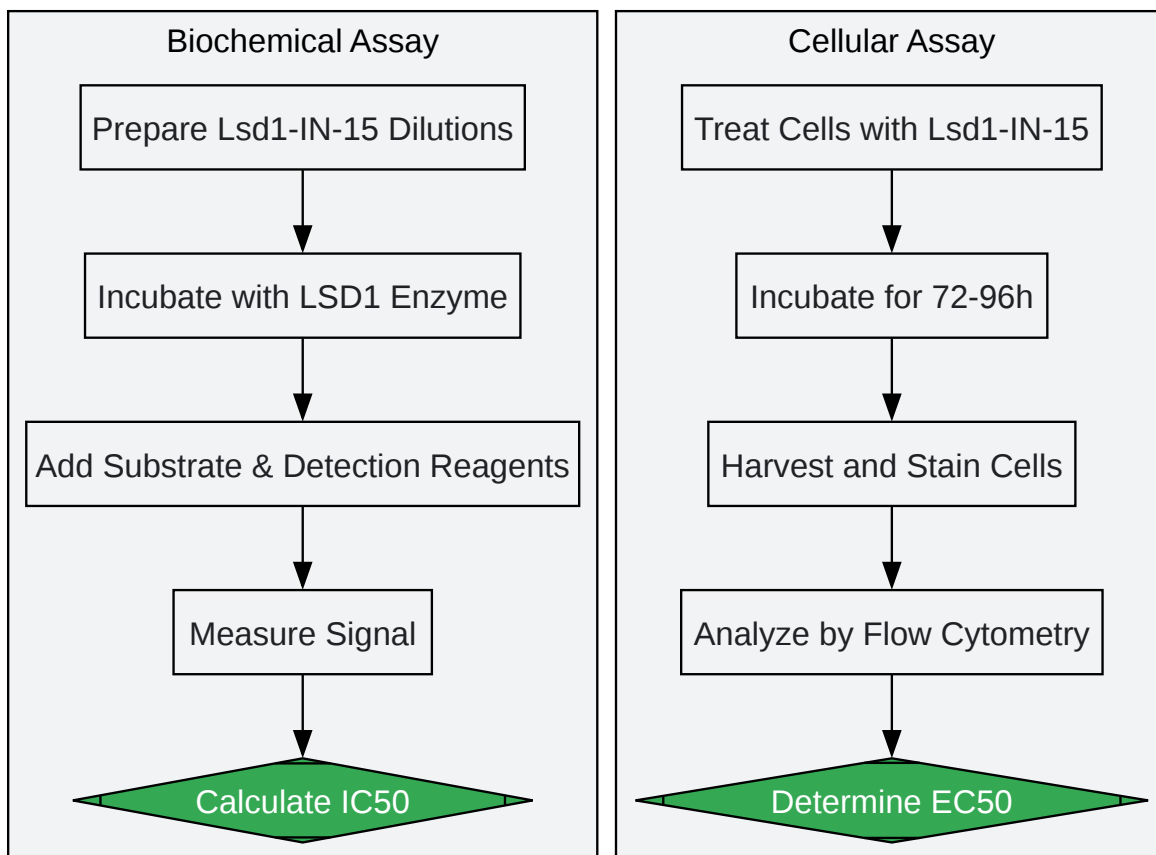 Biochemical Assay
Prepare Lsd1-IN-15 Dilutions
Incubate with LSD1 Enzyme
Add Substrate & Detection Reagents
Measure Signal
Calculate IC50
Cellular Assay
Treat Cells with Lsd1-IN-15
Incubate for 72-96h
Harvest and Stain Cells
Analyze by Flow Cytometry
Determine EC50